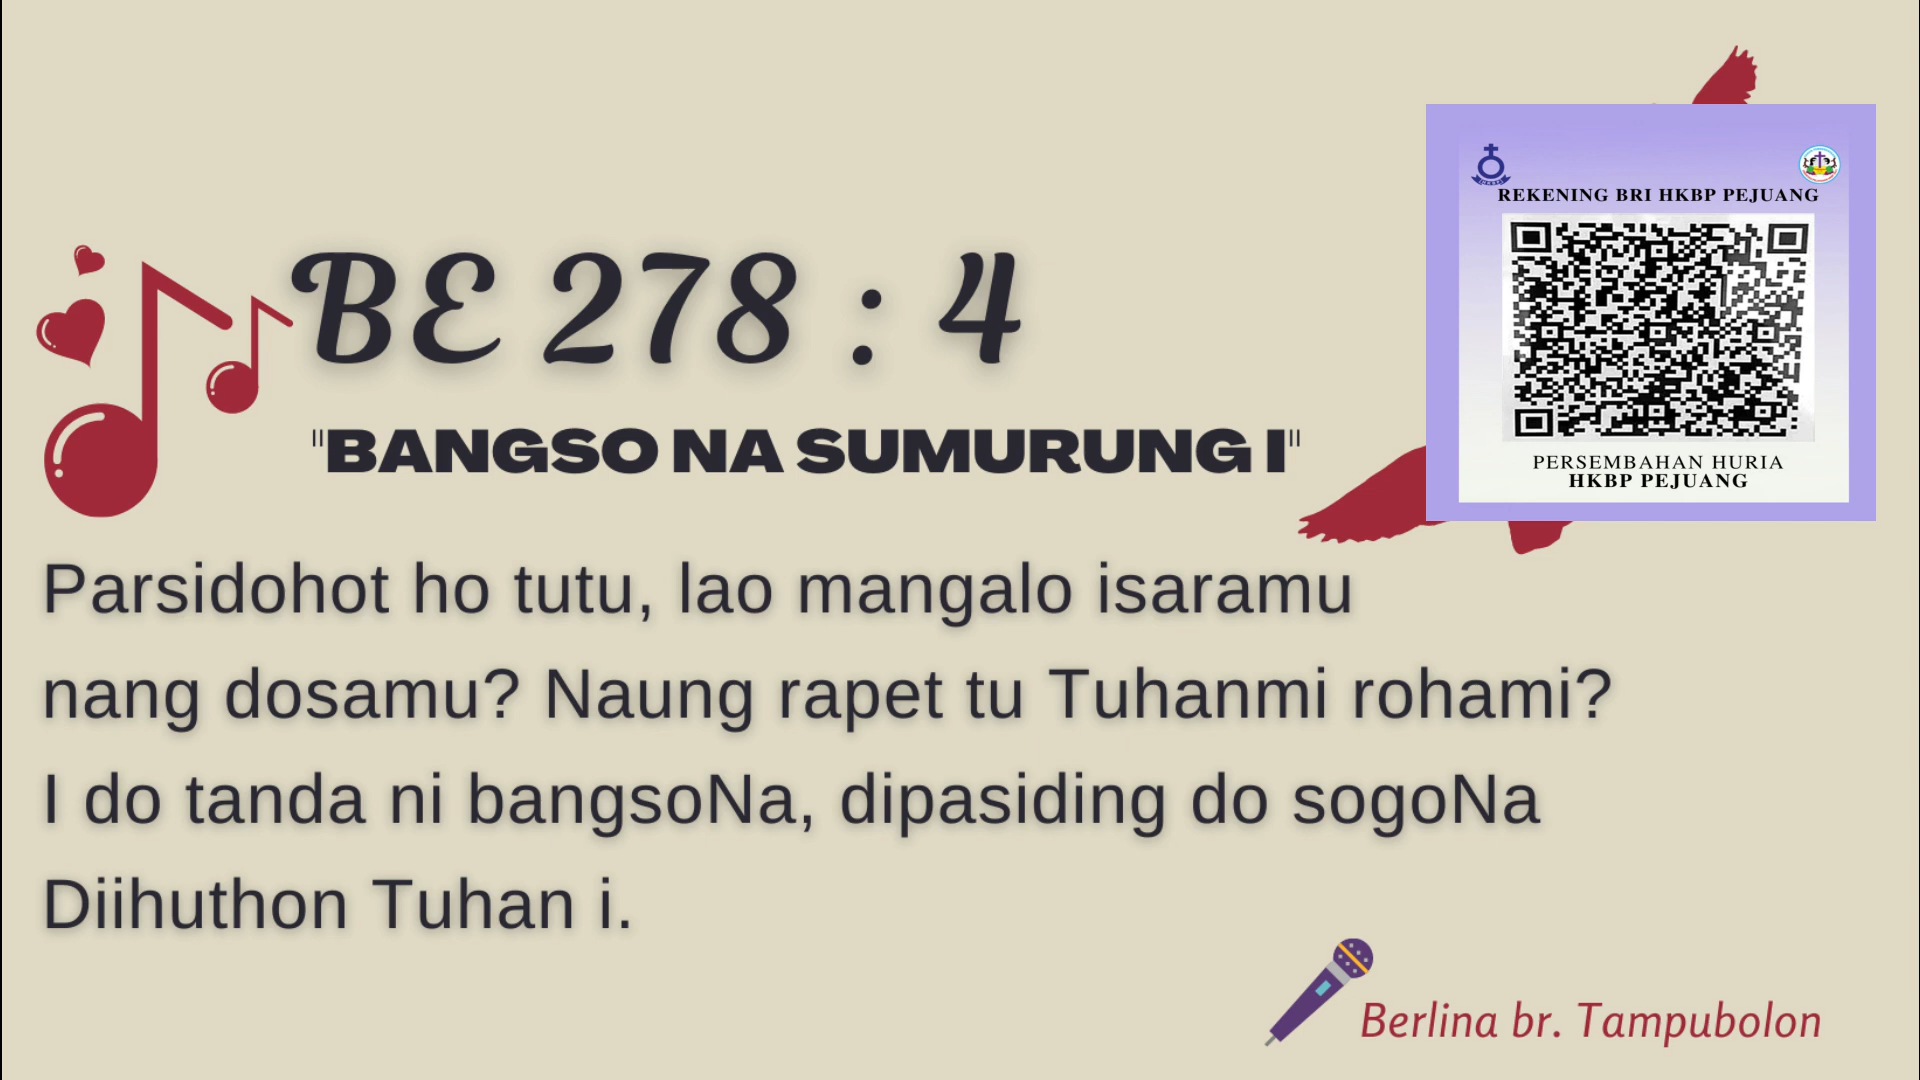 BE 278 : 4
"BANGSO NA SUMURUNG I"
REKENING BRI HKBP PEJUANG
PERSEMBAHAN HURIA
HKBP PEJUANG
Parsidohot ho tutu, lao mangalo isaramu
nang dosamu? Naung rapet tu Tuhanmi rohami?
I do tanda ni bangsoNa, dipasiding do sogoNa
Diihuthon Tuhan i.
Berlina br. Tampubolon